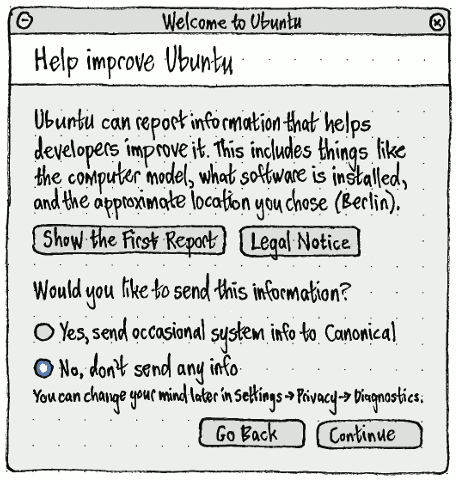 Welcome to Ubuntu
Help improve Ubuntu
Ubuntu can report information that helps
developers improve it. This includes things like
the computer model, what software is installed,
and the approximate location you chose (Berlin).
Show the First Report Legal Notice
Would you like to send this information?
Yes, send occasional system info to Canonical
No, don't send any info
You can change your mind later in Settings→Privacy→Diagnostics.
Go Back Continue